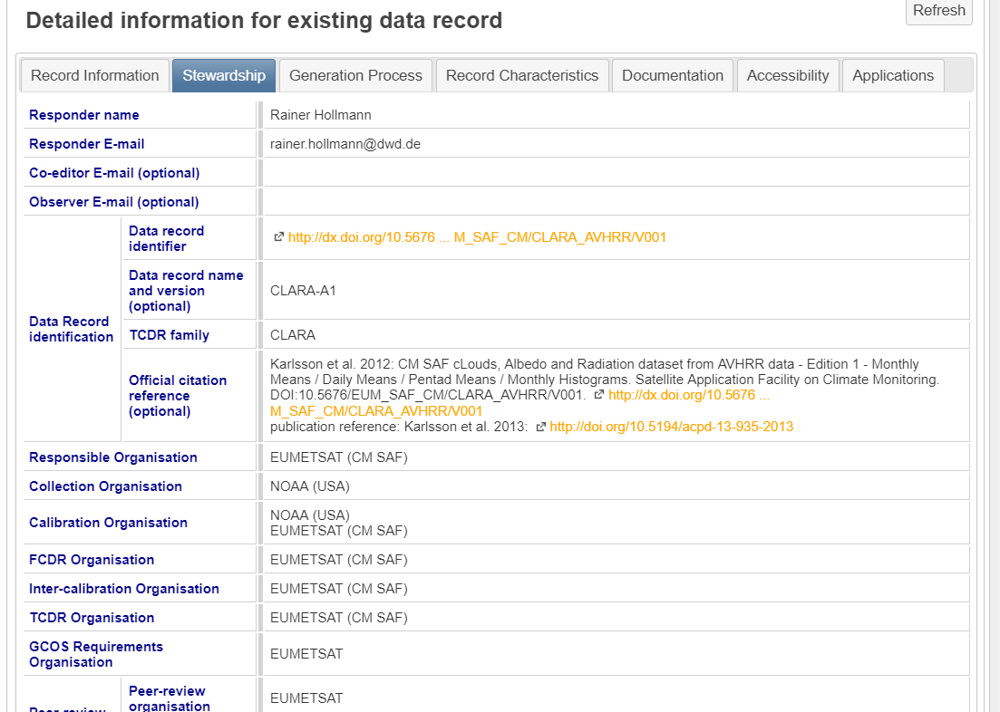 Detailed information for existing data record
Refresh
Record Information
Stewardship
Generation Process
Record Characteristics
Documentation
Accessibility
Applications
Responder name
Rainer Hollmann
Responder E-mail
rainer.hollmann@dwd.de
Co-editor E-mail (optional)
Observer E-mail (optional)
Data Record
identification
Data record
identifier
http://dx.doi.org/10.5676 ... M_SAF_CM/CLARA_AVHRR/V001
Data record name
and version
(optional)
CLARA-A1
TCDR family
CLARA
Official citation
reference
(optional)
Karlsson et al. 2012: CM SAF cLouds, Albedo and Radiation dataset from AVHRR data - Edition 1 - Monthly
Means / Daily Means / Pentad Means / Monthly Histograms. Satellite Application Facility on Climate Monitoring.
DOI:10.5676/EUM_SAF_CM/CLARA_AVHRR/V001. http://dx.doi.org/10.5676 ...
M_SAF_CM/CLARA_AVHRR/V001
publication reference: Karlsson et al. 2013: http://doi.org/10.5194/acpd-13-935-2013
Responsible Organisation
EUMETSAT (CM SAF)
Collection Organisation
NOAA (USA)
Calibration Organisation
NOAA (USA)
EUMETSAT (CM SAF)
FCDR Organisation
EUMETSAT (CM SAF)
Inter-calibration Organisation
EUMETSAT (CM SAF)
TCDR Organisation
EUMETSAT (CM SAF)
GCOS Requirements
Organisation
EUMETSAT
Peer-review
Peer-review
organisation
EUMETSAT